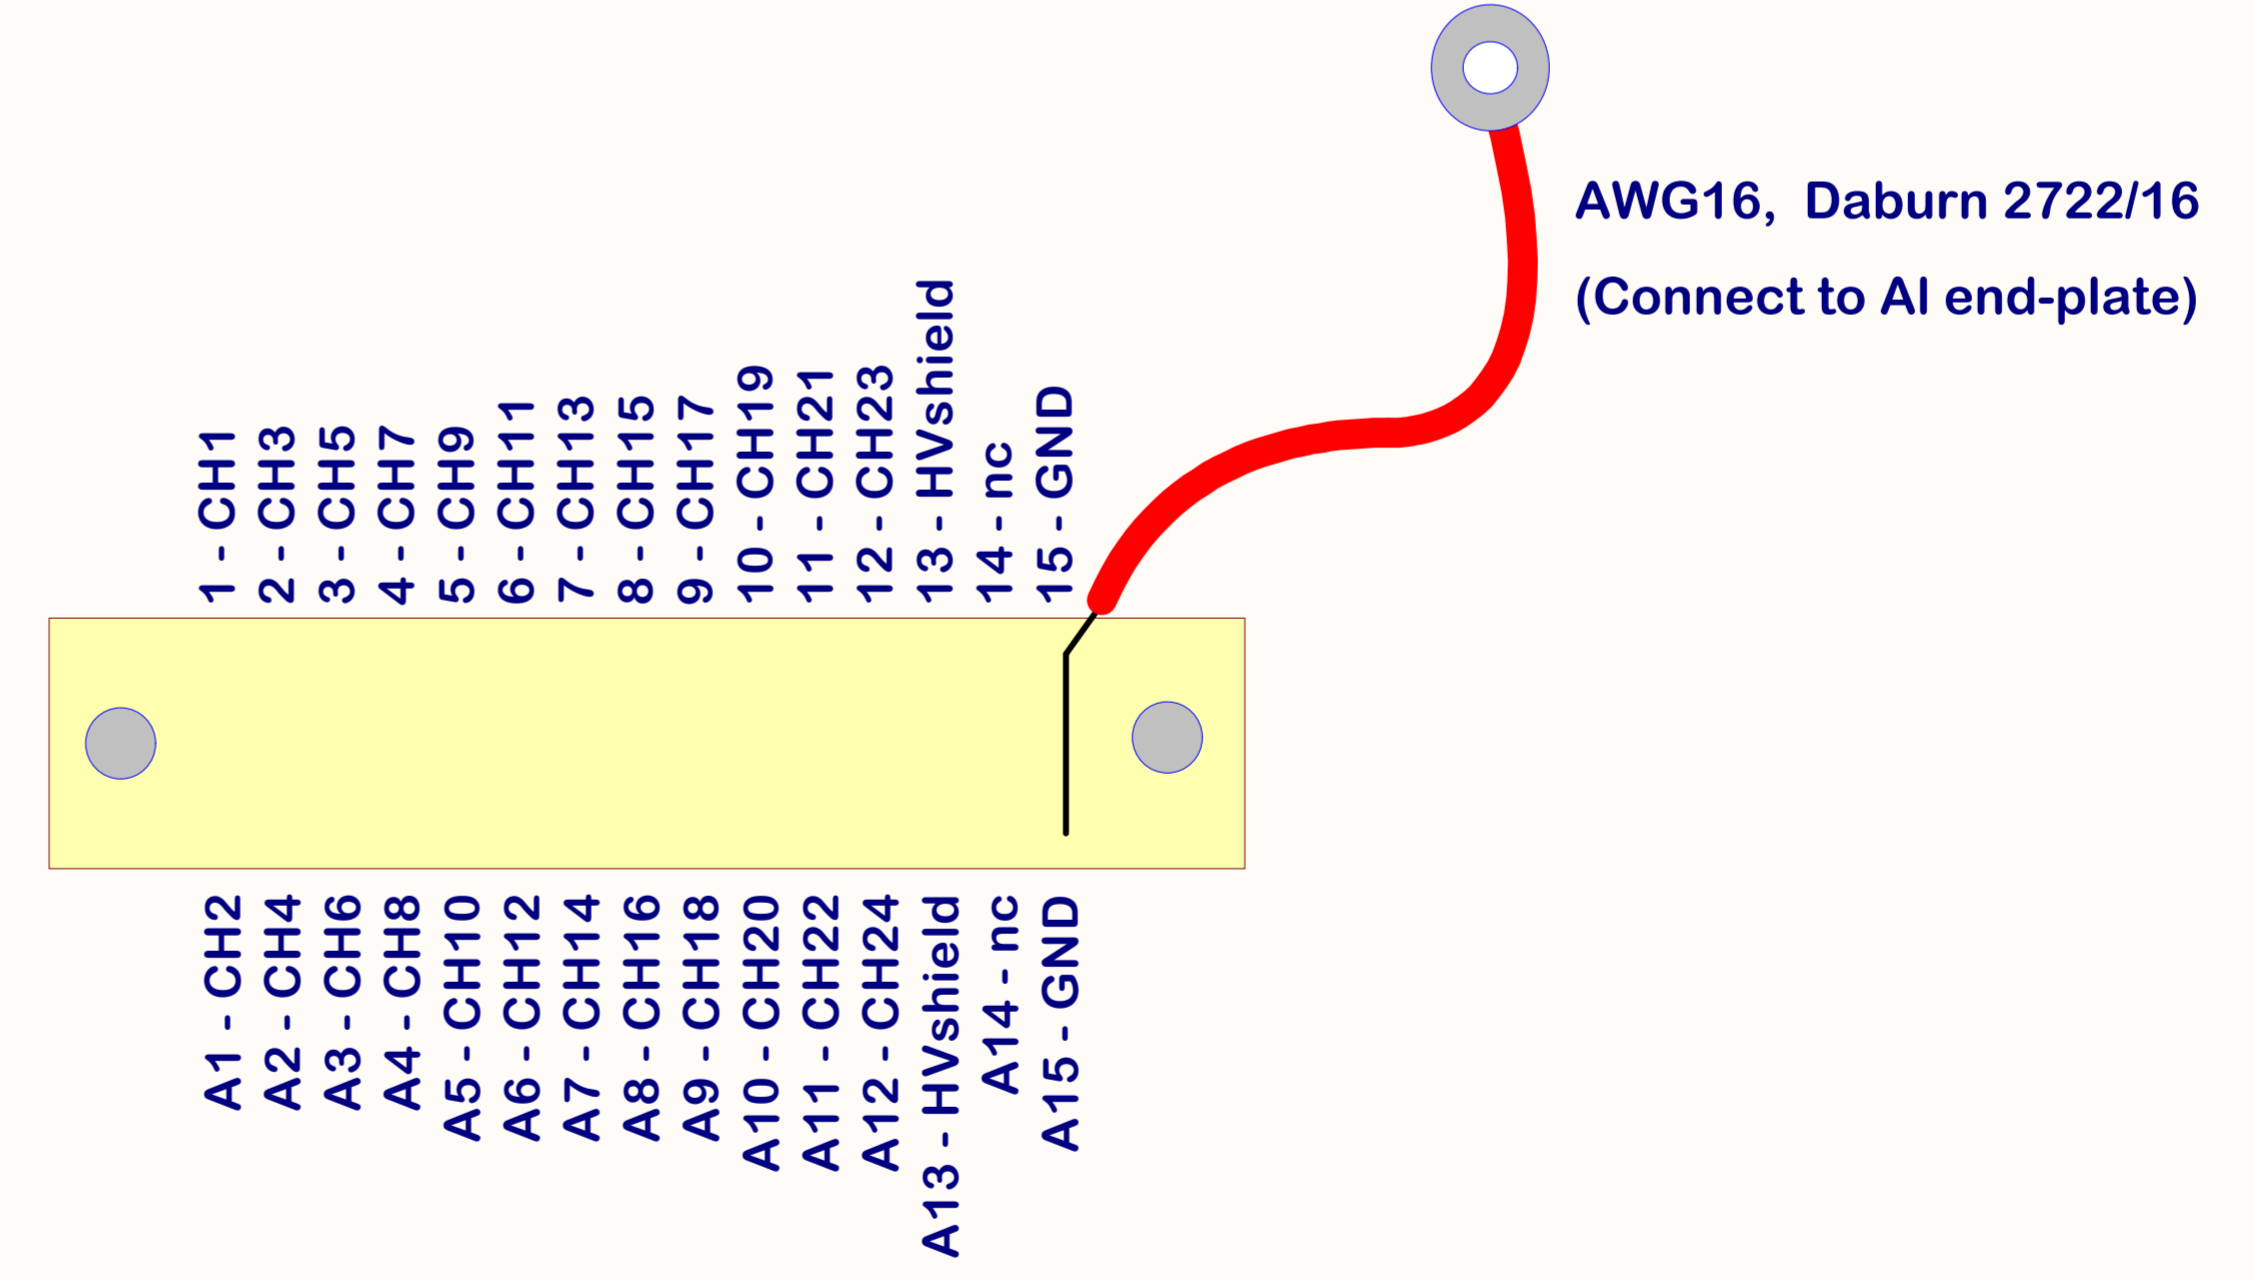 AWG16,  Daburn 2722/16
(Connect to Al end-plate)
1 - CH1
2 - CH3
3 - CH5
4 - CH7
5 - CH9
6 - CH11
7 - CH13
8 - CH15
9 - CH17
10 - CH19
11 - CH21
12 - CH23
13 - HVshield
14 - nc
15 - GND
A1 - CH2
A2 - CH4
A3 - CH6
A4 - CH8
A5 - CH10
A6 - CH12
A7 - CH14
A8 - CH16
A9 - CH18
A10 - CH20
A11 - CH22
A12 - CH24
A13 - HVshield
A14 - nc
A15 - GND